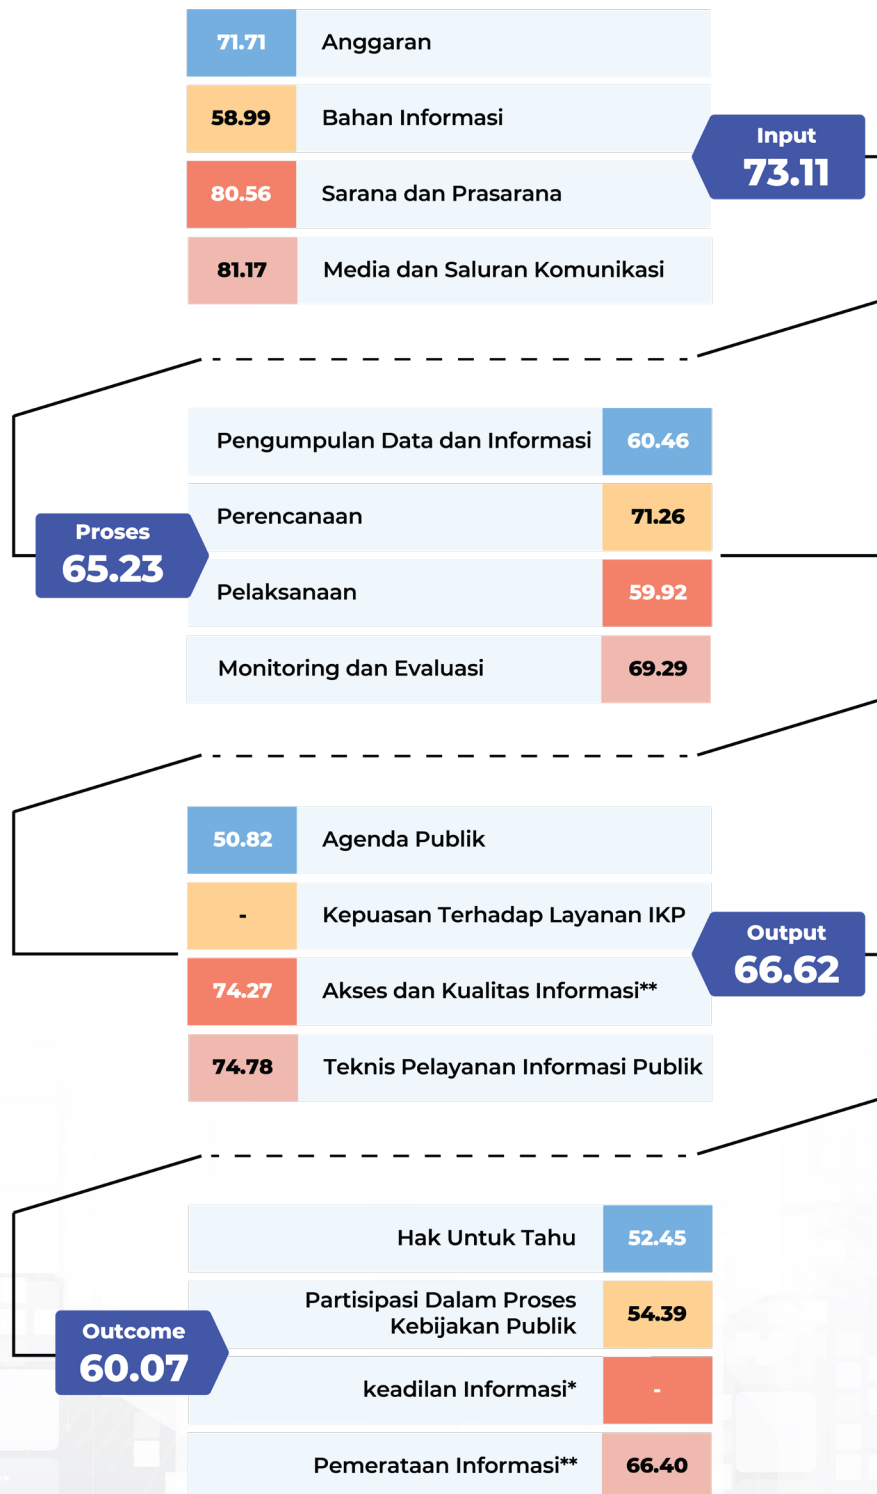 71.71 Anggaran
58.99 Bahan Informasi
Input
73.11
80.56 Sarana dan Prasarana
81.17 Media dan Saluran Komunikasi
Pengumpulan Data dan Informasi 60.46
Perencanaan 71.26
Proses
65.23
Pelaksanaan 59.92
Monitoring dan Evaluasi 69.29
50.82 Agenda Publik
- Kepuasan Terhadap Layanan IKP
Output
66.62
74.27 Akses dan Kualitas Informasi**
74.78 Teknis Pelayanan Informasi Publik
Hak Untuk Tahu 52.45
Partisipasi Dalam Proses
Kebijakan Publik 54.39
Outcome
60.07
keadilan Informasi* -
Pemerataan Informasi** 66.40